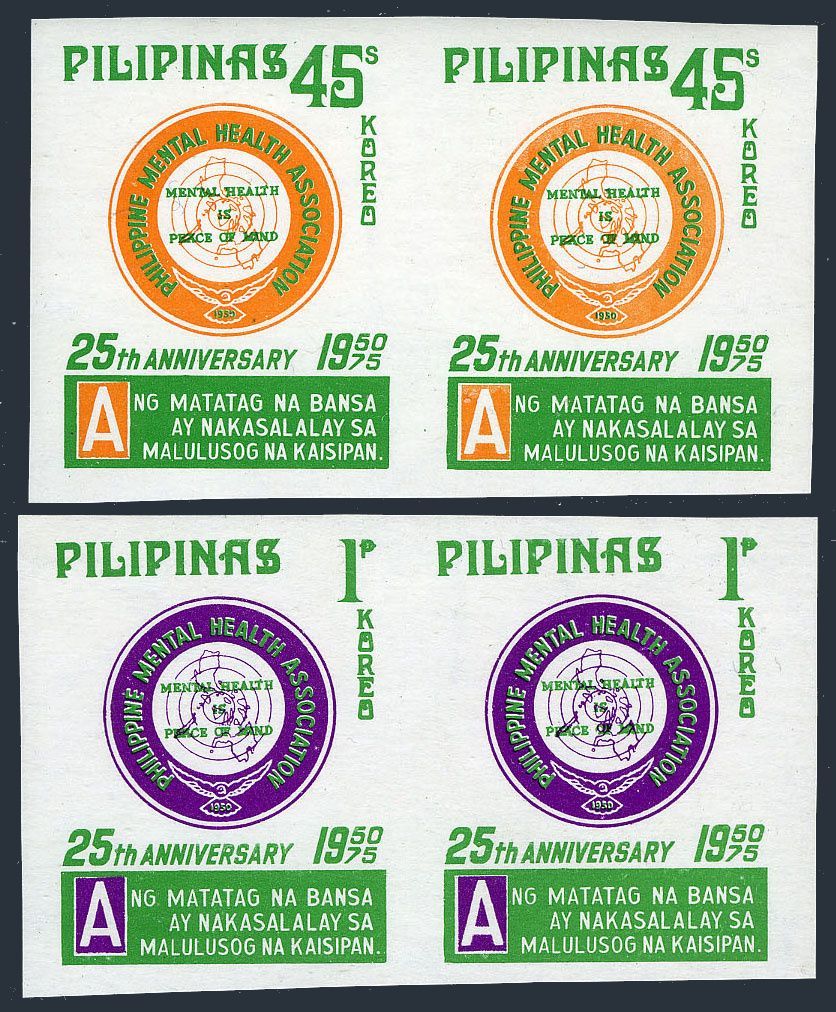 PILIPINAS 45s
KOREO
PHILIPPINE MENTAL HEALTH ASSOCIATION
MENTAL HEALTH
IS
PEACE OF MIND
1950
25th ANNIVERSARY 1950 75
ANG MATATAG NA BANSA
AY NAKASALALAY SA
MALULUSOG NA KAISIPAN.
PILIPINAS 45s
KOREO
PHILIPPINE MENTAL HEALTH ASSOCIATION
MENTAL HEALTH
IS
PEACE OF MIND
1950
25th ANNIVERSARY 1950 75
ANG MATATAG NA BANSA
AY NAKASALALAY SA
MALULUSOG NA KAISIPAN.
PILIPINAS 1P
KOREO
PHILIPPINE MENTAL HEALTH ASSOCIATION
MENTAL HEALTH
IS
PEACE OF MIND
1950
25th ANNIVERSARY 1950 75
ANG MATATAG NA BANSA
AY NAKASALALAY SA
MALULUSOG NA KAISIPAN.
PILIPINAS 1P
KOREO
PHILIPPINE MENTAL HEALTH ASSOCIATION
MENTAL HEALTH
IS
PEACE OF MIND
1950
25th ANNIVERSARY 1950 75
ANG MATATAG NA BANSA
AY NAKASALALAY SA
MALULUSOG NA KAISIPAN.